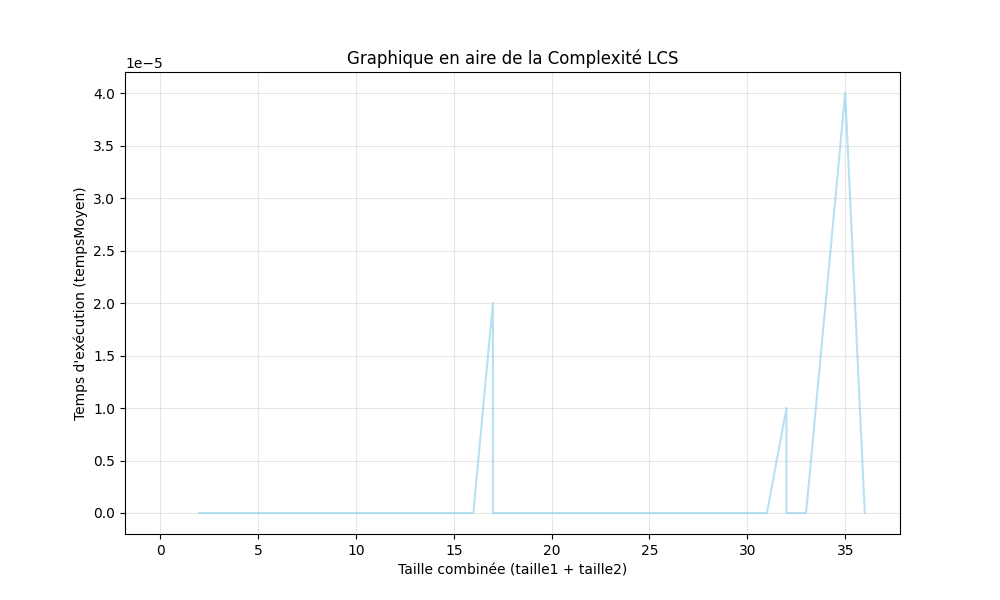 Graphique en aire de la Complexité LCS
1e−5
4.0
3.5
3.0
2.5
2.0
1.5
1.0
0.5
0.0
Temps d'exécution (tempsMoyen)
0 5 10 15 20 25 30 35
Taille combinée (taille1 + taille2)